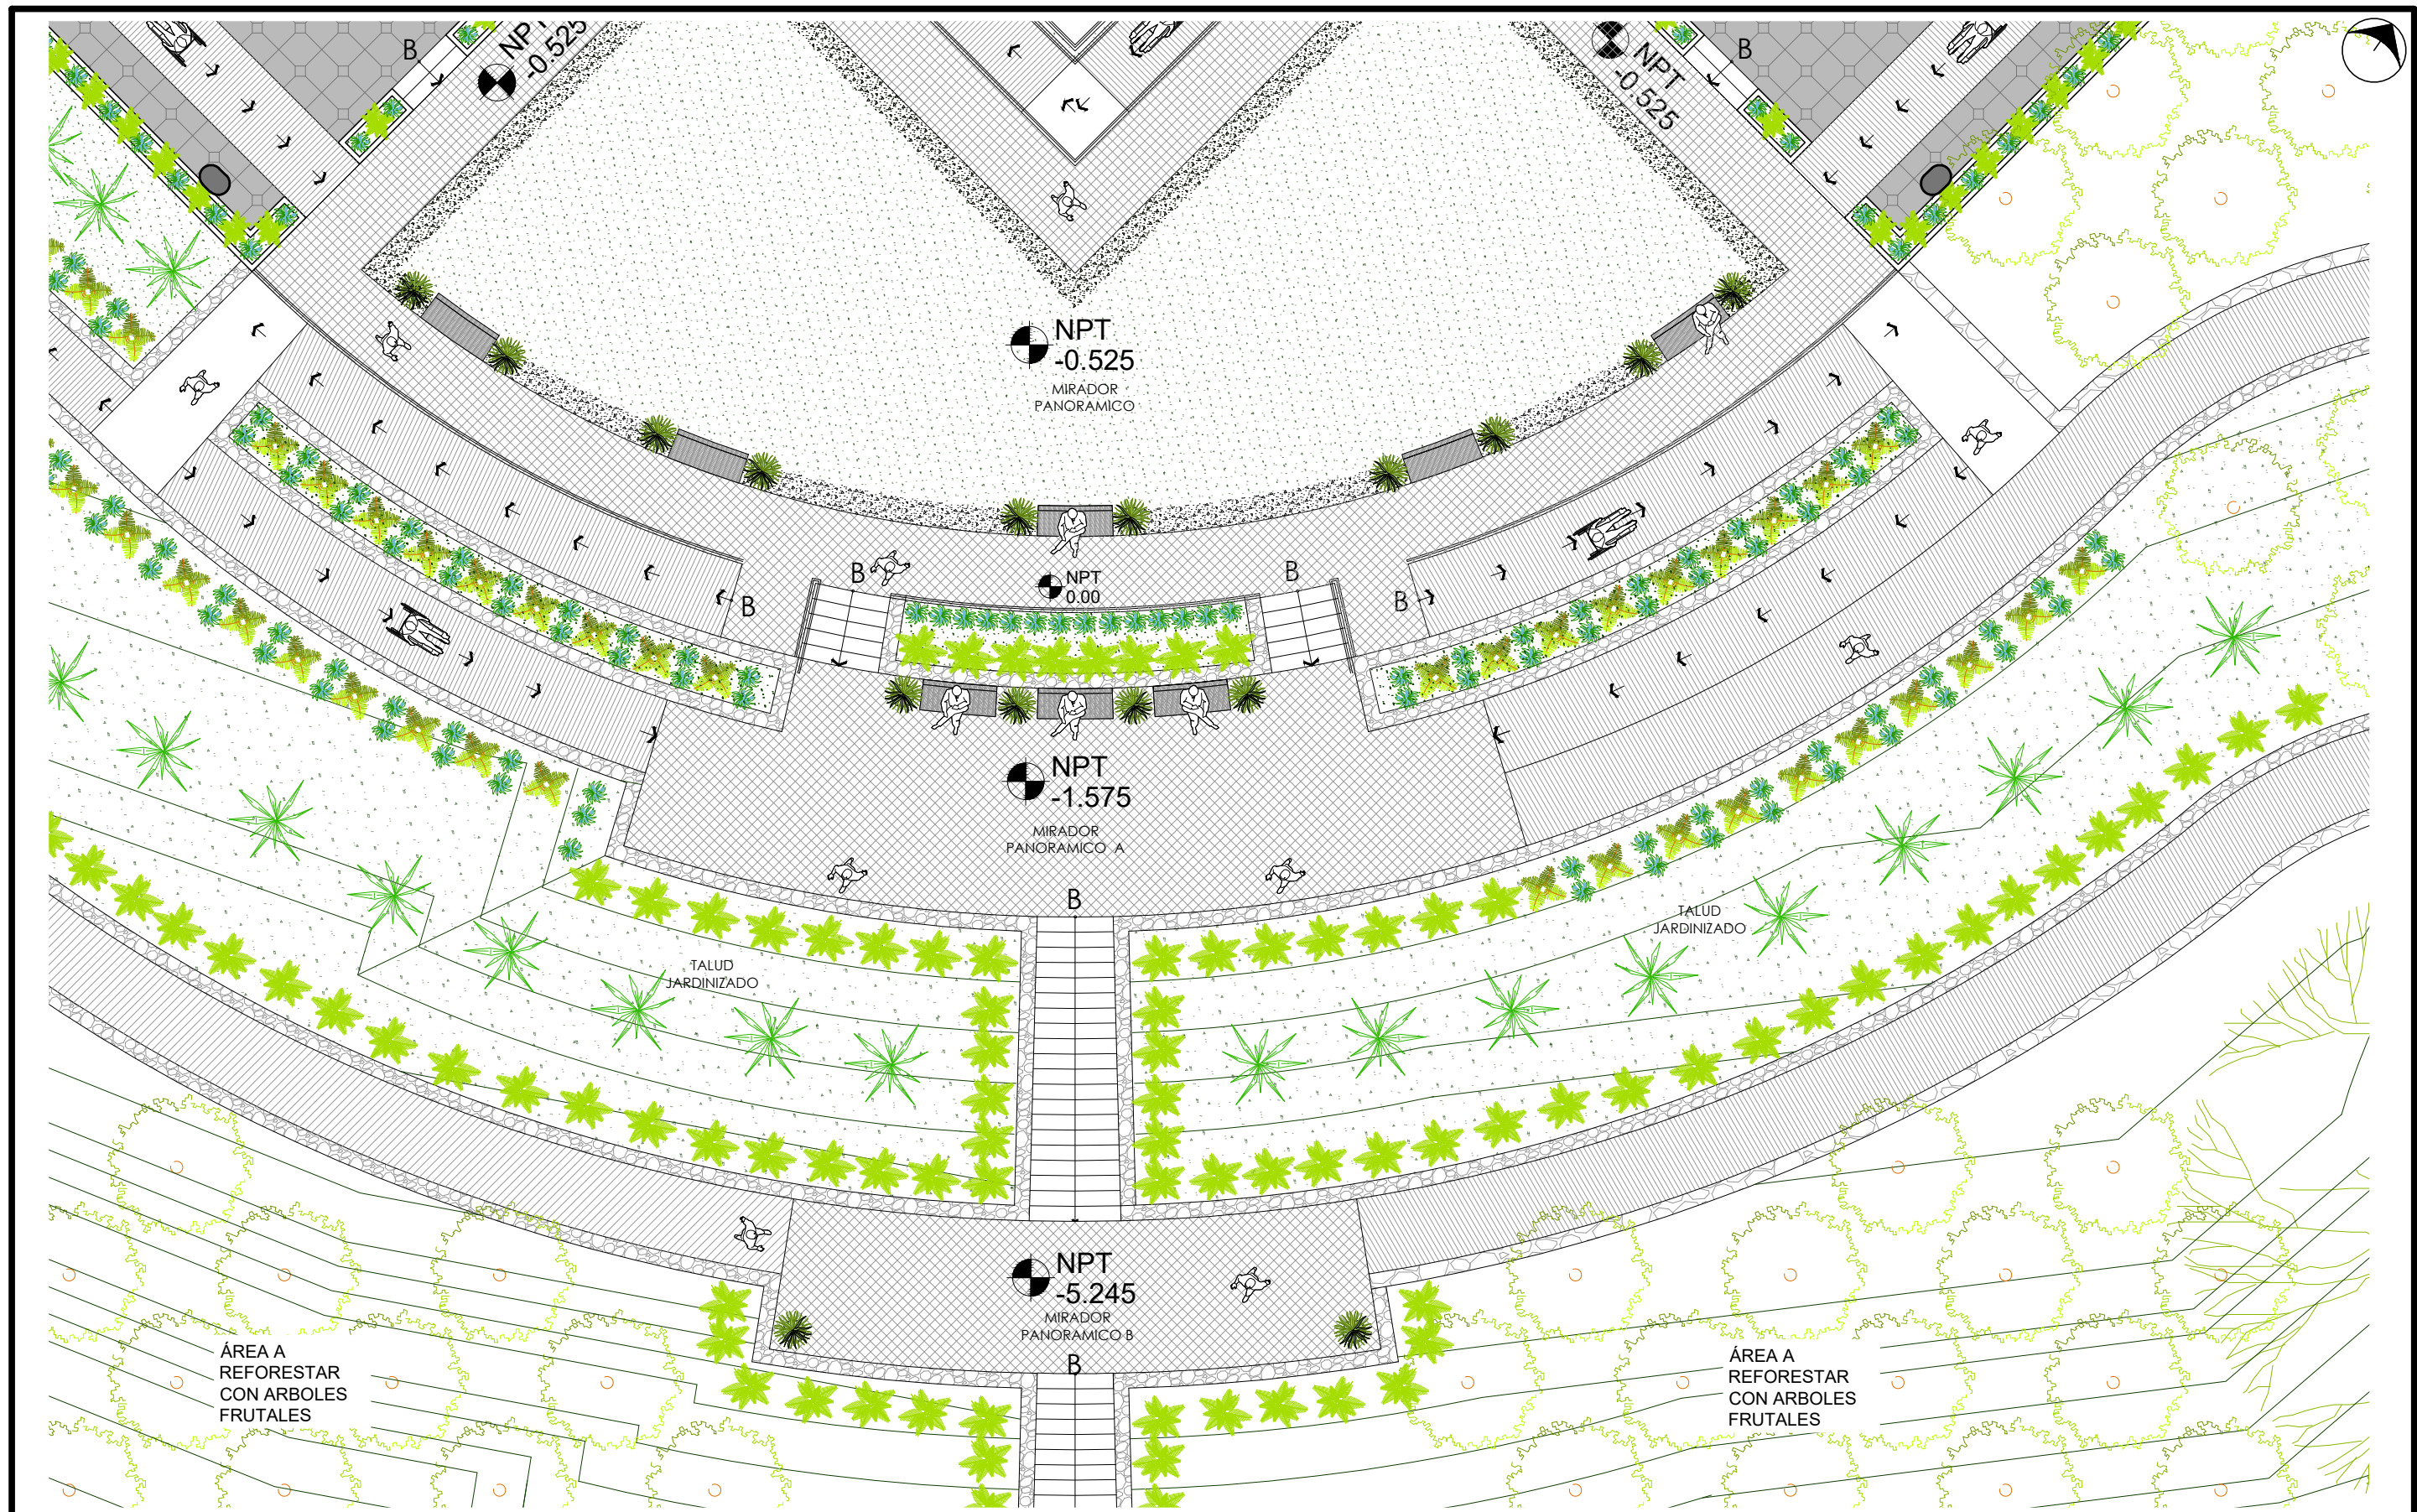 B
NPT
-0.525
NPT
-0.525
B
NPT
-0.525
MIRADOR
PANORAMICO
B
NPT
0.00
B
B
B
NPT
-1.575
MIRADOR
PANORAMICO A
B
TALUD
JARDINIZADO
TALUD
JARDINIZADO
NPT
-5.245
MIRADOR
PANORAMICO B
B
ÁREA A
REFORESTAR
CON ARBOLES
FRUTALES
ÁREA A
REFORESTAR
CON ARBOLES
FRUTALES